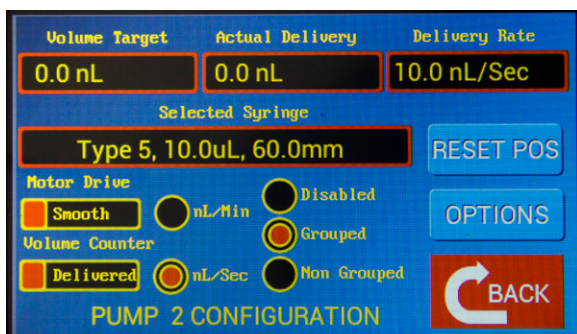 Volume Target Actual Delivery Delivery Rate
0.0 nL 0.0 nL 10.0 nL/Sec
Selected Syringe
Type 5, 10.0uL, 60.0mm RESET POS
Motor Drive
Smooth nL/Min Disabled
Grouped OPTIONS
Volume Counter
Delivered nL/Sec Non Grouped
BACK
PUMP 2 CONFIGURATION